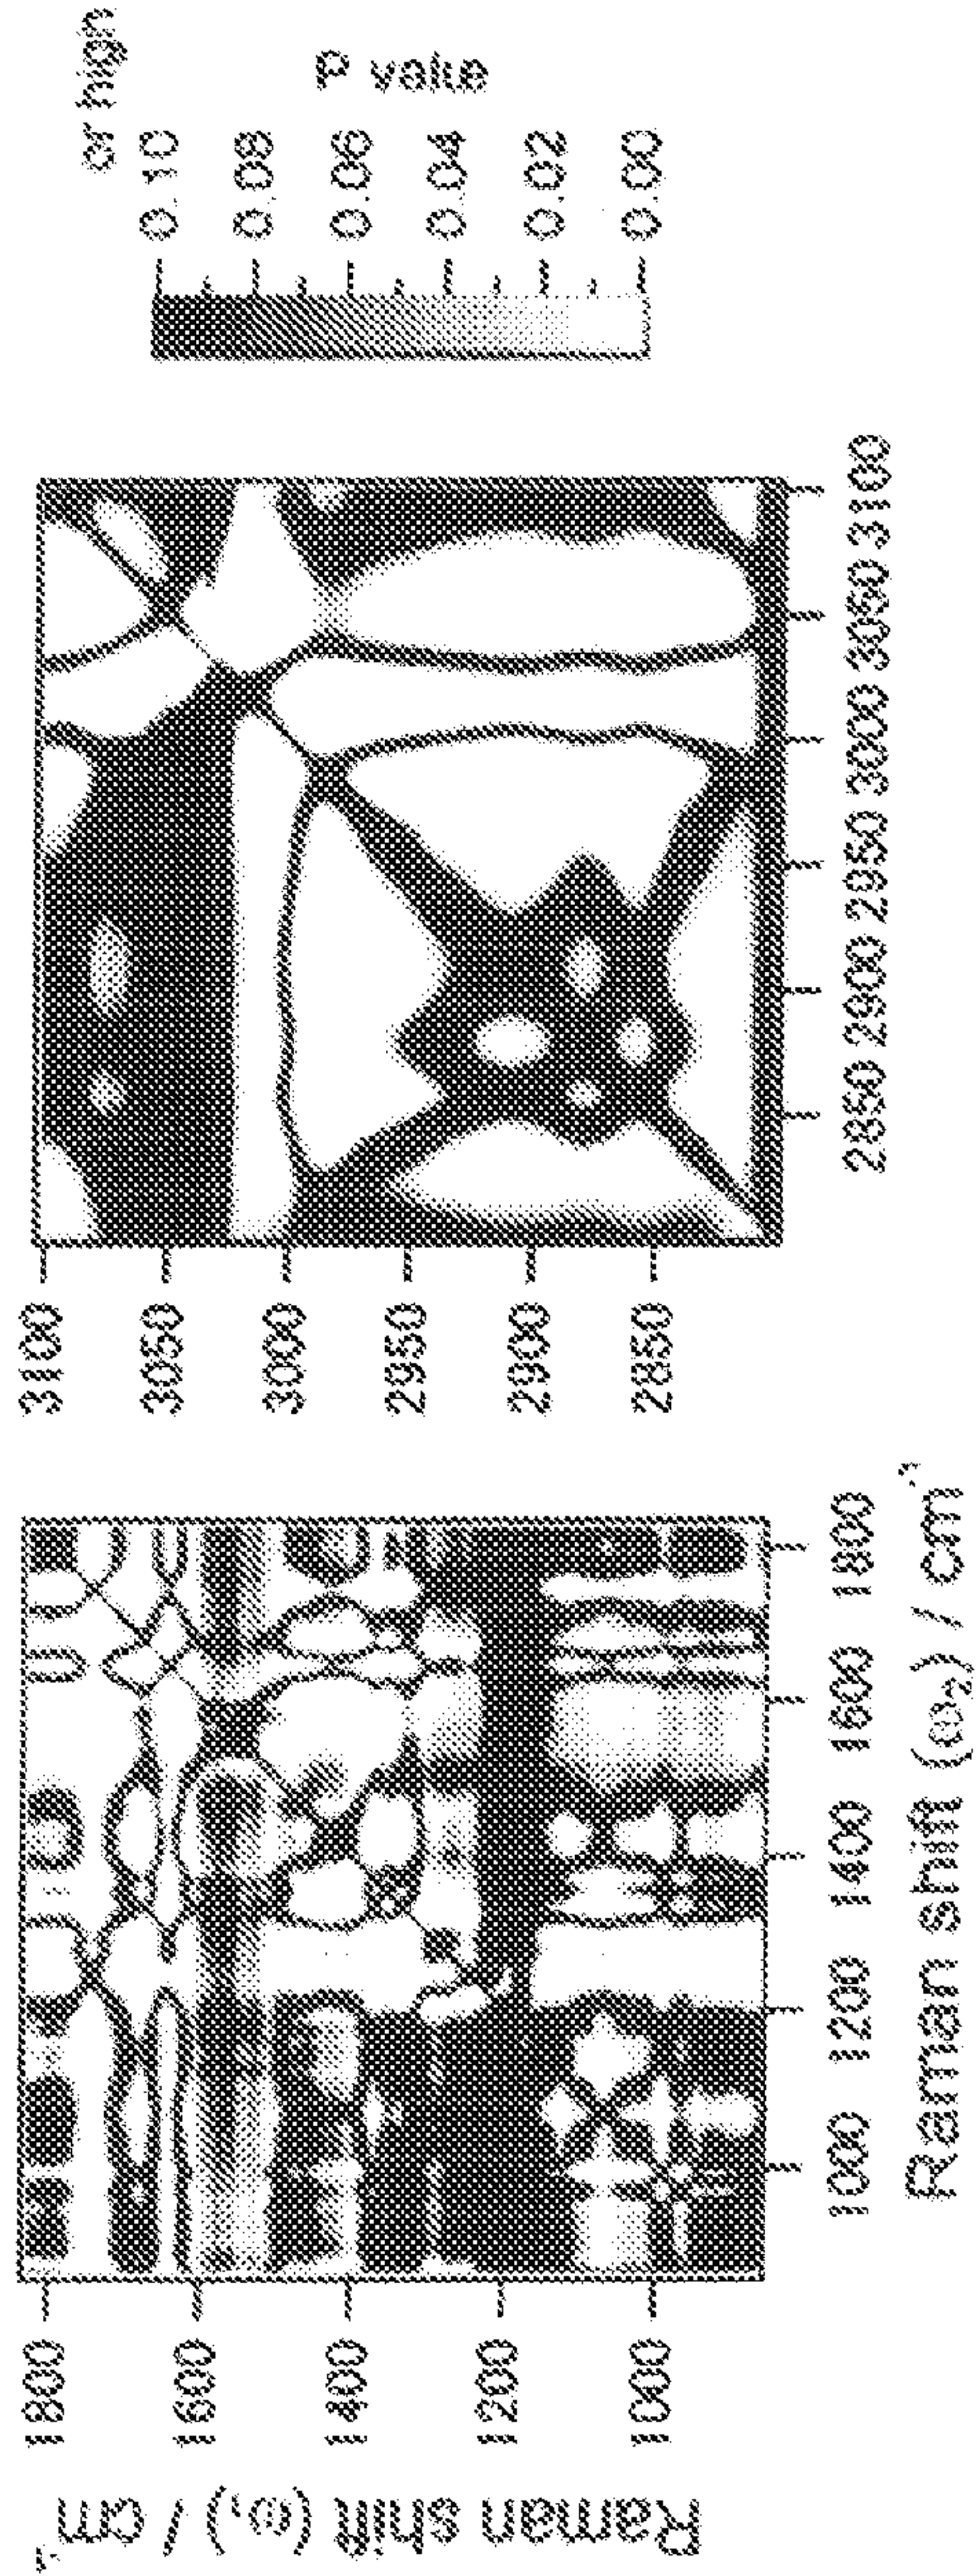 Raman shift (ω₁) / cm⁻¹
1800
1600
1400
1200
1000
1000 1200 1400 1600 1800
Raman shift (ω₂) / cm⁻¹
3100
3050
3000
2950
2900
2850
2850 2900 2950 3000 3050 3100
or high
0.10
0.08
0.06
0.04
0.02
0.00
P value